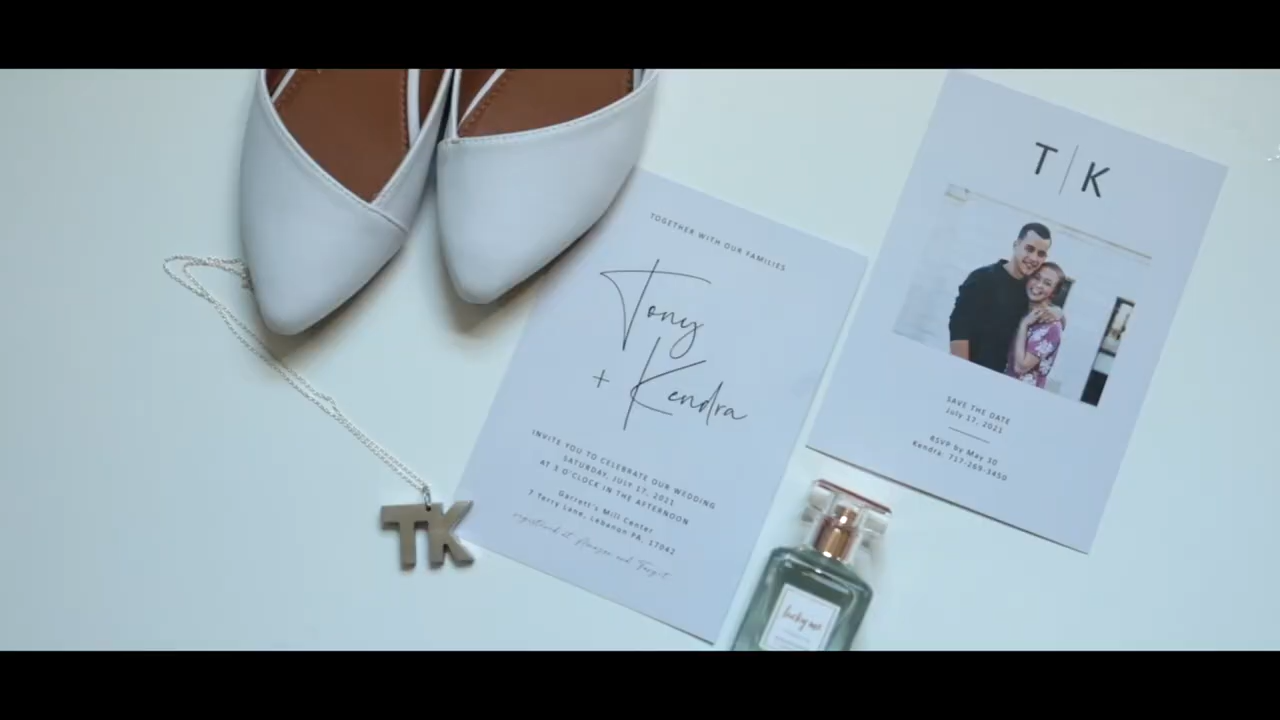 TOGETHER WITH OUR FAMILIES
Tony
+ Kendra
INVITE YOU TO CELEBRATE OUR WEDDING
SATURDAY, JULY 17, 2021
AT 3 O'CLOCK IN THE AFTERNOON
Garrett's Mill Center
7 Terry Lane, Lebanon PA, 17042
registered at Amazon and Target
T | K
SAVE THE DATE
July 17, 2021
RSVP by May 30
Kendra: 717-269-3450
TK
lucky me